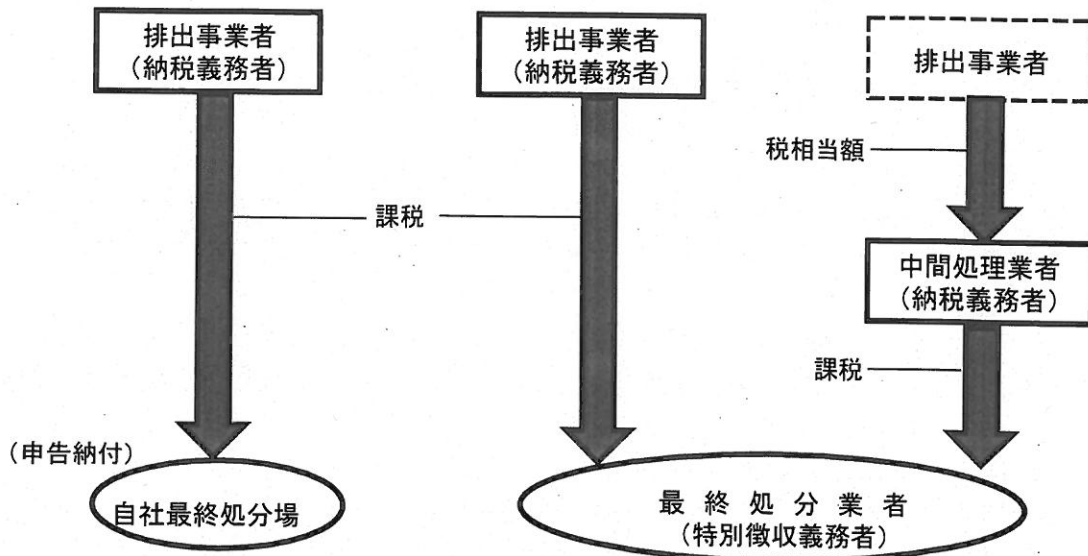 排出事業者
（納税義務者）
排出事業者
（納税義務者）
排出事業者
税相当額
課税
中間処理業者
（納税義務者）
課税
（申告納付）
自社最終処分場
最終処分業者
（特別徴収義務者）